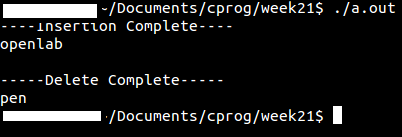 ~/Documents/cprog/week21$ ./a.out
----Insertion Complete----
openlab
-----Delete Complete-----
pen
~/Documents/cprog/week21$